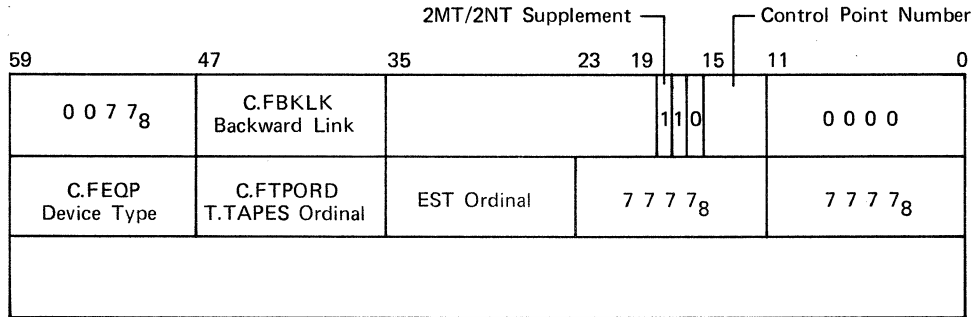 2MT/2NT Supplement Control Point Number
59 47 35 23 19 15 11 0
0 0 7 7₈ C.FBKLK 1 1 0 0 0 0 0
Backward Link
C.FEQP C.FTPORD EST Ordinal 7 7 7 7₈ 7 7 7 7₈
Device Type T.TAPES Ordinal